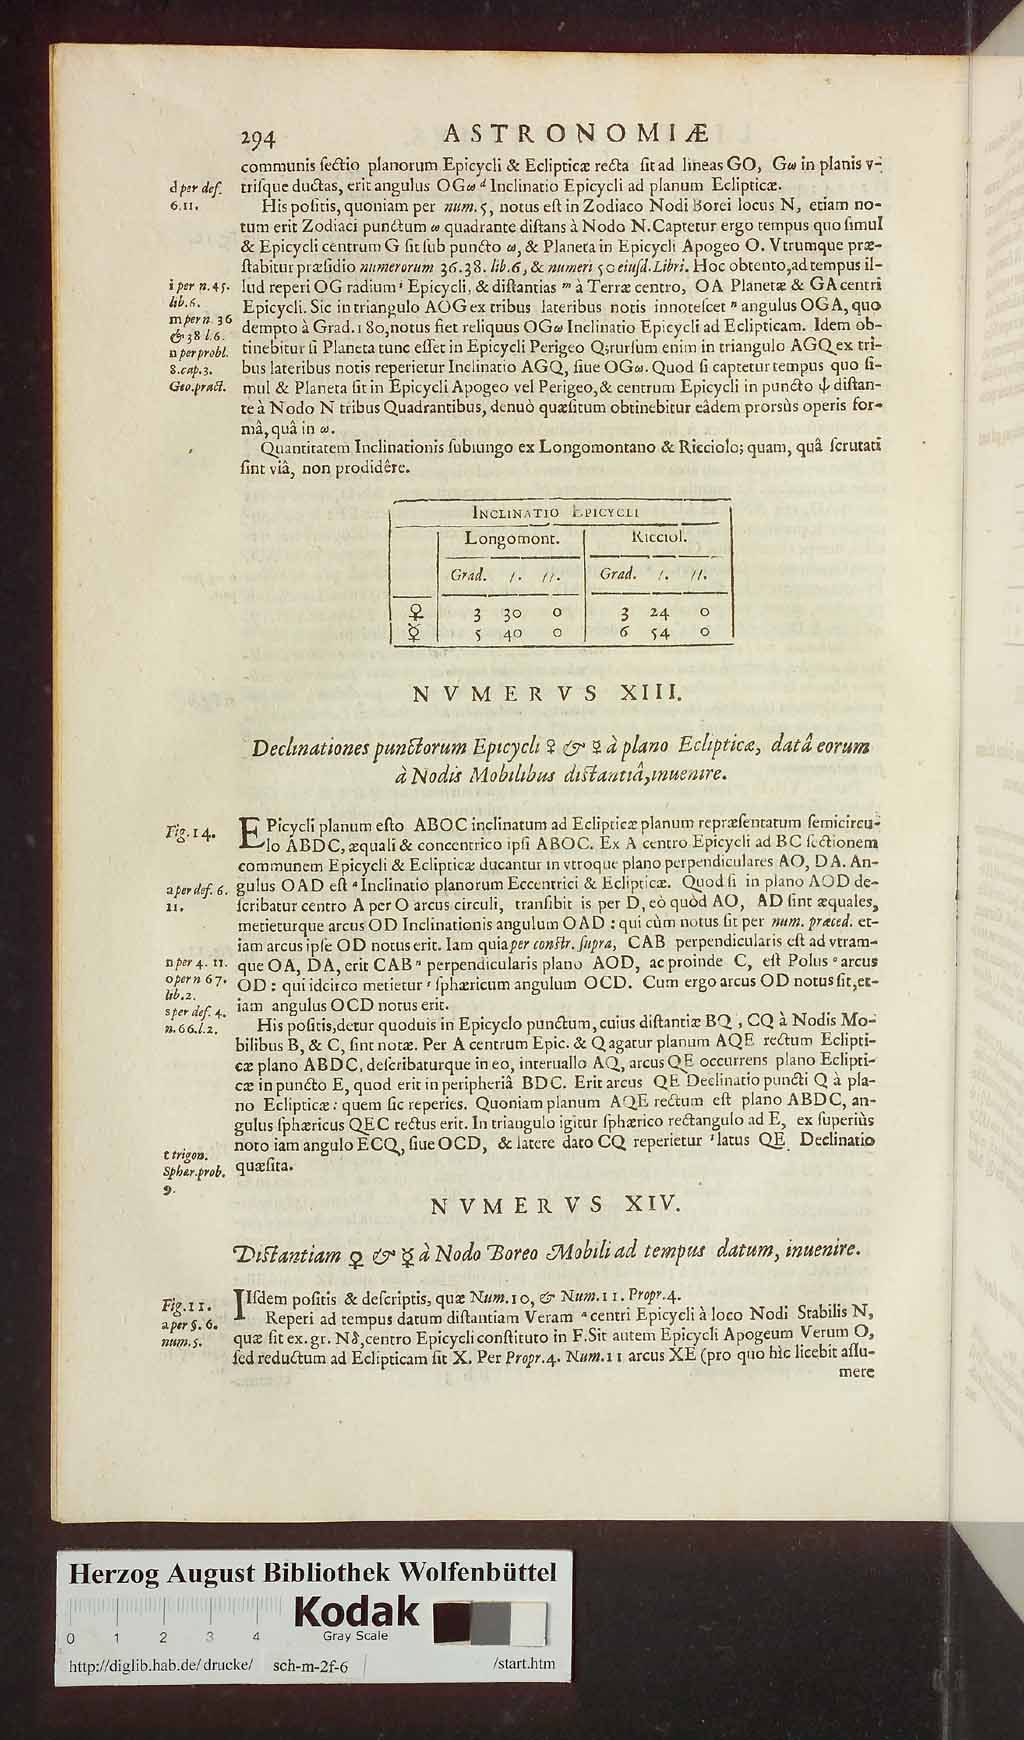 294 ASTRONOMIÆ
communis ſectio planorum Epicycli & Eclipticæ recta ſit ad lineas GO, Gω in planis v-
d per def. triſque ductas, erit angulus OGω ᵈ Inclinatio Epicycli ad planum Eclipticæ.
6.11. His poſitis, quoniam per num. 5, notus eſt in Zodiaco Nodi Borei locus N, etiam no-
tum erit Zodiaci punctum ω quadrante diſtans à Nodo N. Captetur ergo tempus quo ſimul
& Epicycli centrum G ſit ſub puncto ω, & Planeta in Epicycli Apogeo O. Vtrumque præ-
ſtabitur præſidio numerorum 36.38. lib.6, & numeri 50 eiuſd. Libri. Hoc obtento, ad tempus il-
i per n. 45. lud reperi OG radium ⁱ Epicycli, & diſtantias ᵐ à Terræ centro, OA Planetæ & GA centri
lib.6. Epicycli. Sic in triangulo AOG ex tribus lateribus notis innoteſcet ⁿ angulus OGA, quo
m per n. 36 dempto à Grad. 180, notus fiet reliquus OGω Inclinatio Epicycli ad Eclipticam. Idem ob-
& 38 l.6. tinebitur ſi Planeta tunc eſſet in Epicycli Perigeo Q; rurſum enim in triangulo AGQ ex tri-
n per probl. bus lateribus notis reperietur Inclinatio AGQ, ſiue OGω. Quod ſi captetur tempus quo ſi-
8.cap.3. mul & Planeta ſit in Epicycli Apogeo vel Perigeo, & centrum Epicycli in puncto ψ diſtan-
Geo.pract. te à Nodo N tribus Quadrantibus, denuò quæſitum obtinebitur eâdem prorsùs operis for-
mâ, quâ in ω.
Quantitatem Inclinationis ſubiungo ex Longomontano & Ricciolo; quam, quâ ſcrutati
ſint viâ, non prodidêre.
INCLINATIO EPICYCLI
Longomont. Ricciol.
Grad. /. //. Grad. /. //.
♀ 3 30 0 3 24 0
☿ 5 40 0 6 54 0
NVMERVS XIII.
Declinationes punctorum Epicycli ♀ & ☿ à plano Eclipticæ, datâ eorum
à Nodis Mobilibus diſtantiâ, inuenire.
Fig. 14. EPicycli planum eſto ABOC inclinatum ad Eclipticæ planum repræſentatum ſemicircu-
lo ABDC, æquali & concentrico ipſi ABOC. Ex A centro Epicycli ad BC ſectionem
communem Epicycli & Eclipticæ ducantur in vtroque plano perpendiculares AO, DA. An-
a per def. 6. gulus OAD eſt ᵃ Inclinatio planorum Eccentrici & Eclipticæ. Quod ſi in plano AOD de-
11. ſcribatur centro A per O arcus circuli, tranſibit is per D, eò quòd AO, AD ſint æquales,
metieturque arcus OD Inclinationis angulum OAD : qui cùm notus ſit per num. præced. et-
iam arcus ipſe OD notus erit. Iam quia per conſtr. ſupra, CAB perpendicularis eſt ad vtram-
n per 4. 11. que OA, DA, erit CAB ⁿ perpendicularis plano AOD, ac proinde C, eſt Polus ᵒ arcus
o per n 67. OD : qui idcirco metietur ˢ ſphæricum angulum OCD. Cum ergo arcus OD notus ſit, et-
lib.2. iam angulus OCD notus erit.
s per def. 4. His poſitis, detur quoduis in Epicyclo punctum, cuius diſtantiæ BQ, CQ à Nodis Mo-
n. 66.l.2. bilibus B, & C, ſint notæ. Per A centrum Epic. & Q agatur planum AQE rectum Eclipti-
cæ plano ABDC, deſcribaturque in eo, interuallo AQ, arcus QE occurrens plano Eclipti-
cæ in puncto E, quod erit in peripheriâ BDC. Erit arcus QE Declinatio puncti Q à pla-
no Eclipticæ: quem ſic reperies. Quoniam planum AQE rectum eſt plano ABDC, an-
gulus ſphæricus QEC rectus erit. In triangulo igitur ſphærico rectangulo ad E, ex ſuperiùs
noto iam angulo ECQ, ſiue OCD, & latere dato CQ reperietur ᵗ latus QE Declinatio
t trigon. quæſita.
Sphær.prob.
9.
NVMERVS XIV.
Diſtantiam ♀ & ☿ à Nodo Boreo Mobili ad tempus datum, inuenire.
Fig. 11. IIſdem poſitis & deſcriptis, quæ Num. 10, & Num. 11. Propr. 4.
a per §. 6. Reperi ad tempus datum diſtantiam Veram ᵃ centri Epicycli à loco Nodi Stabilis N,
num. 5. quæ ſit ex. gr. N♌, centro Epicycli conſtituto in F. Sit autem Epicycli Apogeum Verum O,
ſed reductum ad Eclipticam ſit X. Per Propr. 4. Num. 11 arcus XE (pro quo hîc licebit aſſu-
mere
Herzog August Bibliothek Wolfenbüttel
Kodak
Gray Scale
0 1 2 3 4
http://diglib.hab.de/drucke/ sch-m-2f-6 /start.htm